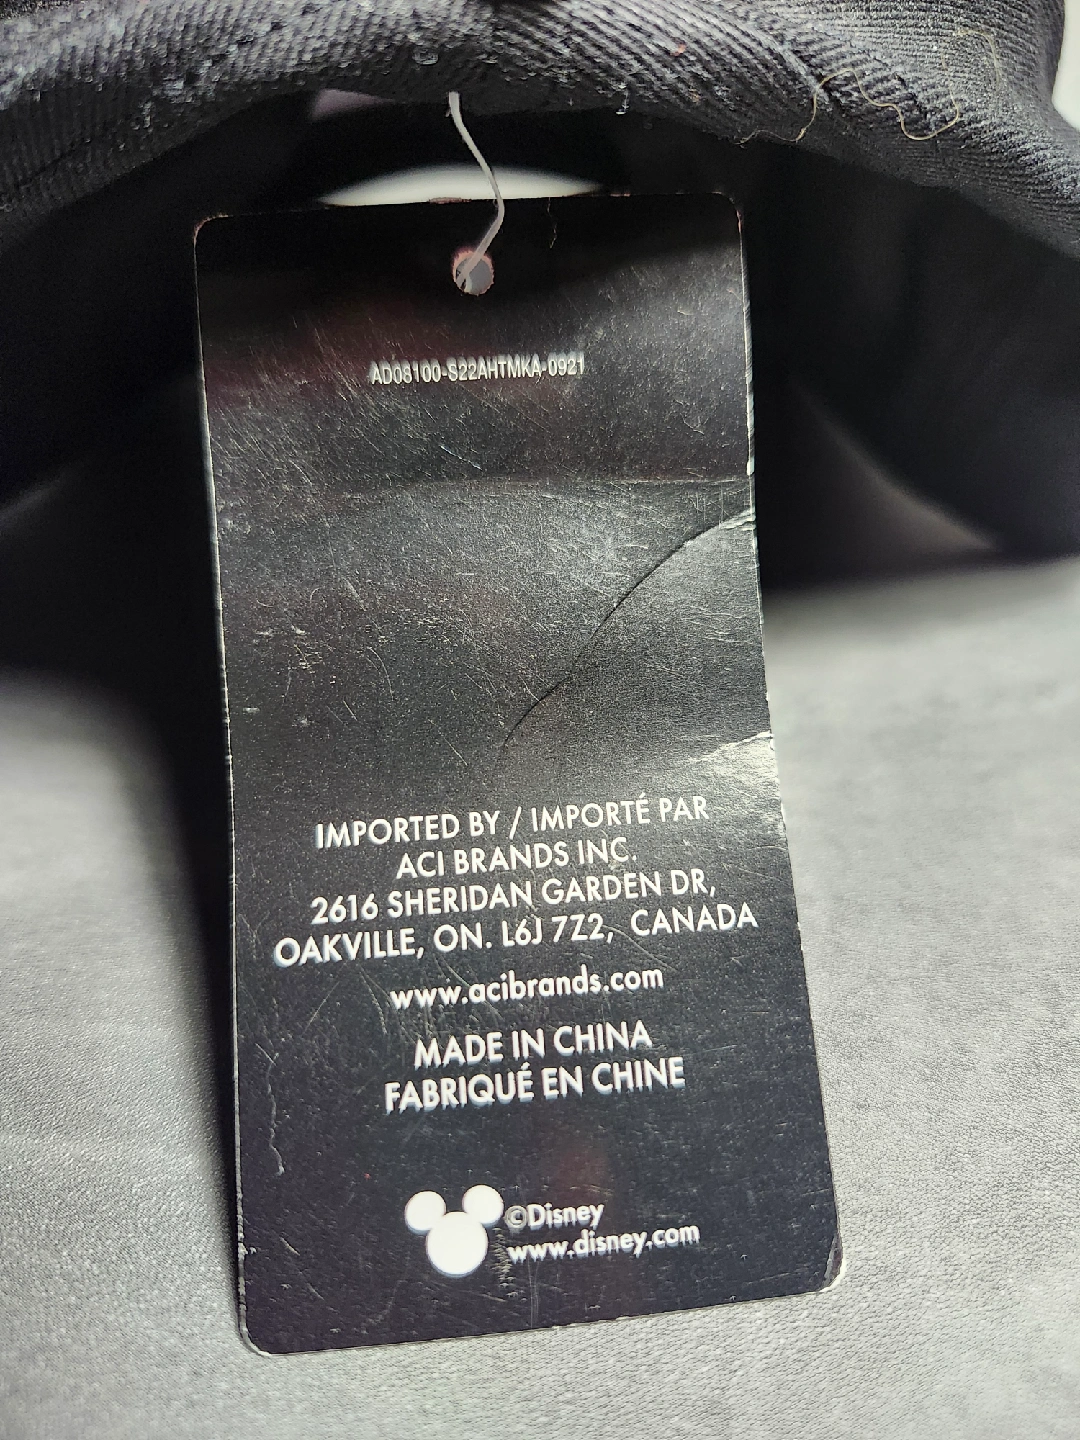 AD08100-S22AHTMKA-0921
IMPORTED BY / IMPORTÉ PAR
ACI BRANDS INC.
2616 SHERIDAN GARDEN DR,
OAKVILLE, ON. L6J 7Z2, CANADA
www.acibrands.com
MADE IN CHINA
FABRIQUÉ EN CHINE
©Disney
www.disney.com